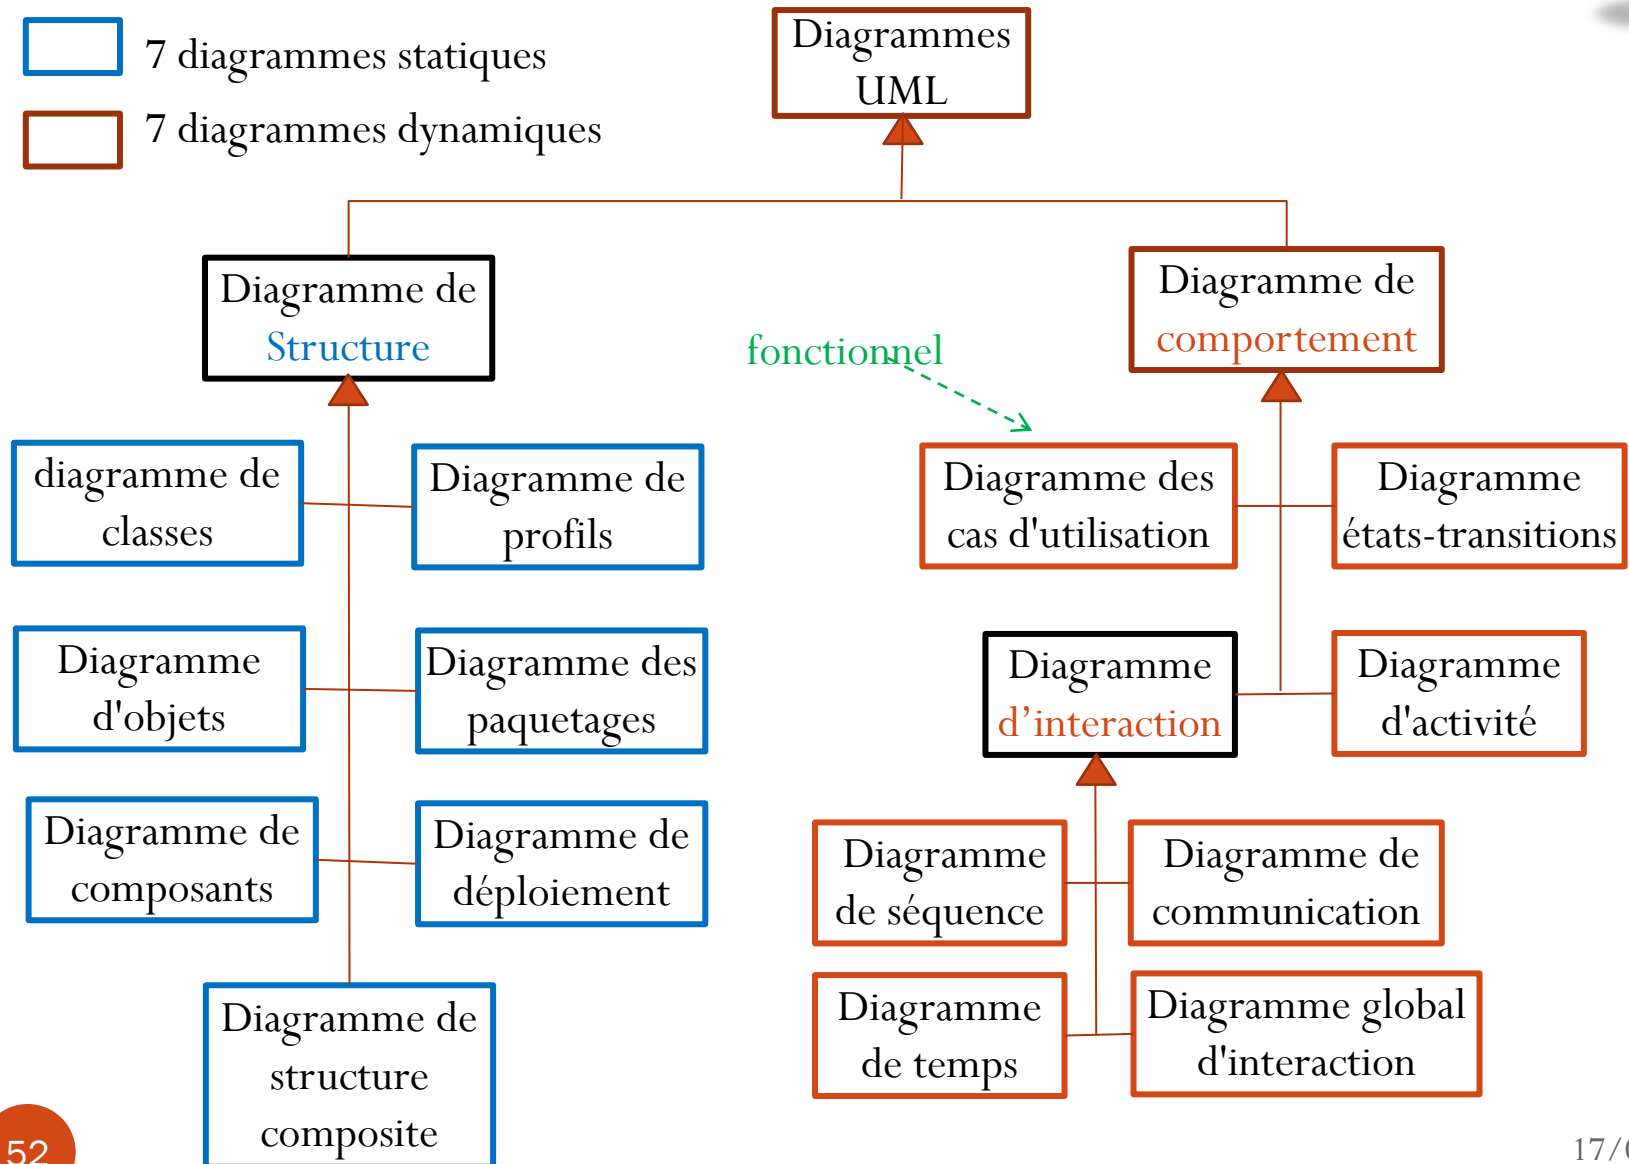 7 diagrammes statiques
7 diagrammes dynamiques
Diagrammes
UML
Diagramme de
Structure
fonctionnel
Diagramme de
comportement
diagramme de
classes
Diagramme de
profils
Diagramme
d'objets
Diagramme des
paquetages
Diagramme de
composants
Diagramme de
déploiement
Diagramme de
structure
composite
Diagramme des
cas d'utilisation
Diagramme
états-transitions
Diagramme
d’interaction
Diagramme
d'activité
Diagramme
de séquence
Diagramme de
communication
Diagramme
de temps
Diagramme global
d'interaction
52
17/